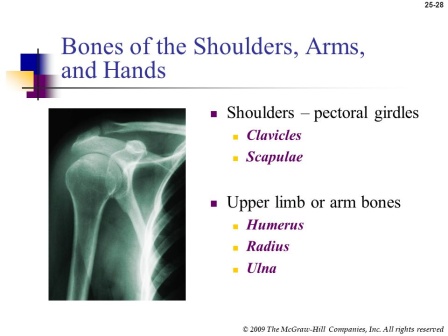 25-28
Bones of the Shoulders, Arms,
and Hands
Shoulders – pectoral girdles
Clavicles
Scapulae
Upper limb or arm bones
Humerus
Radius
Ulna
© 2009 The McGraw-Hill Companies, Inc. All rights reserved